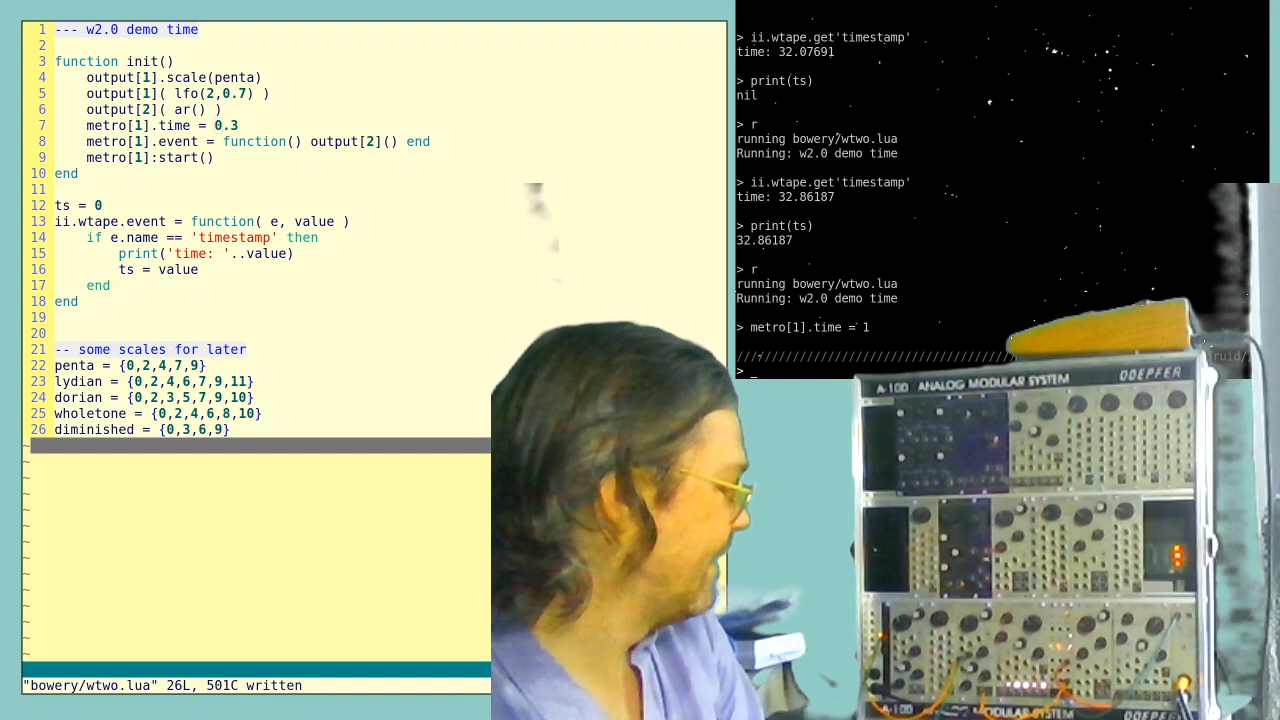 1 --- w2.0 demo time
2
3 function init()
4 output[1].scale(penta)
5 output[1]( lfo(2,0.7) )
6 output[2]( ar() )
7 metro[1].time = 0.3
8 metro[1].event = function() output[2]() end
9 metro[1]:start()
10 end
11
12 ts = 0
13 ii.wtape.event = function( e, value )
14 if e.name == 'timestamp' then
15 print('time: '..value)
16 ts = value
17 end
18 end
19
20
21 -- some scales for later
22 penta = {0,2,4,7,9}
23 lydian = {0,2,4,6,7,9,11}
24 dorian = {0,2,3,5,7,9,10}
25 wholetone = {0,2,4,6,8,10}
26 diminished = {0,3,6,9}
~
~
~
~
~
~
~
~
~
~
~
~
~
~
"bowery/wtwo.lua" 26L, 501C written
> ii.wtape.get'timestamp'
time: 32.07691
> print(ts)
nil
> r
running bowery/wtwo.lua
Running: w2.0 demo time
> ii.wtape.get'timestamp'
time: 32.86187
> print(ts)
32.86187
> r
running bowery/wtwo.lua
Running: w2.0 demo time
> metro[1].time = 1
> _
A-100 ANALOG MODULAR SYSTEM DOEPFER
A-100 MODULAR SYSTEM DOEPFER